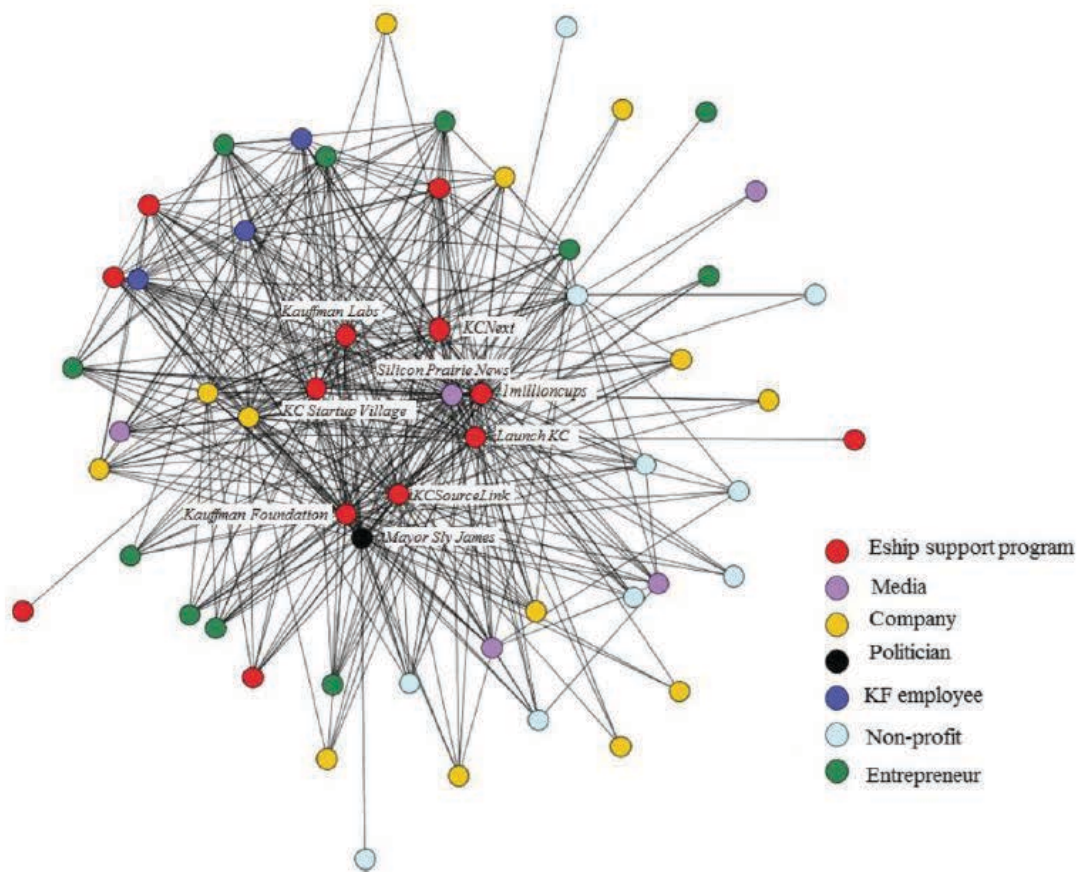 Kauffman Labs
KCNext
Silicon Prairie News
1millioncups
KC Startup Village
Launch KC
KCSourceLink
Kauffman Foundation
Mayor Sly James
Eship support program
Media
Company
Politician
KF employee
Non-profit
Entrepreneur